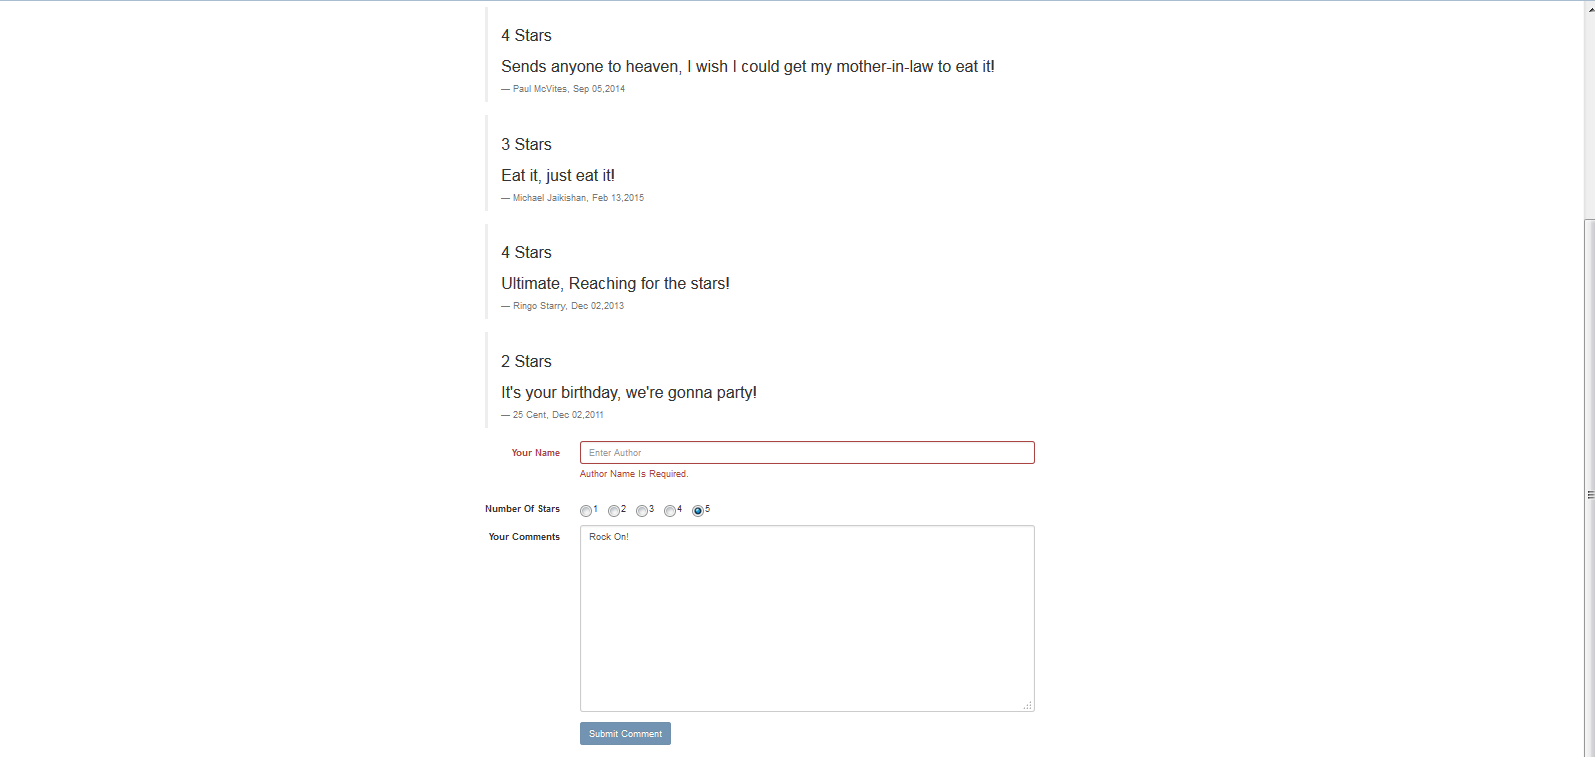 4 Stars
Sends anyone to heaven, I wish I could get my mother-in-law to eat it!
— Paul McVites, Sep 05,2014
3 Stars
Eat it, just eat it!
— Michael Jaikishan, Feb 13,2015
4 Stars
Ultimate, Reaching for the stars!
— Ringo Starry, Dec 02,2013
2 Stars
It's your birthday, we're gonna party!
— 25 Cent, Dec 02,2011
Your Name Enter Author
Author Name Is Required.
Number Of Stars 1 2 3 4 5
Your Comments Rock On!
Submit Comment